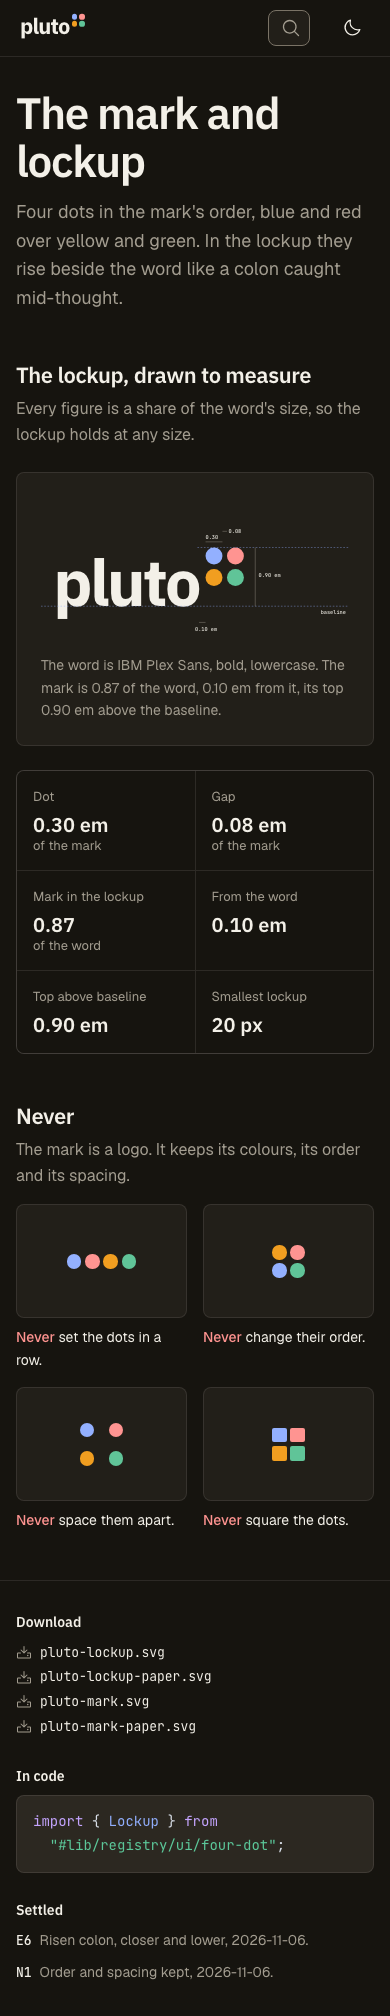 pluto
The mark and
lockup
Four dots in the mark's order, blue and red
over yellow and green. In the lockup they
rise beside the word like a colon caught
mid-thought.
The lockup, drawn to measure
Every figure is a share of the word's size, so the
lockup holds at any size.
0.08
0.30
pluto
0.90 em
baseline
0.10 em
The word is IBM Plex Sans, bold, lowercase. The
mark is 0.87 of the word, 0.10 em from it, its top
0.90 em above the baseline.
Dot
0.30 em
of the mark
Gap
0.08 em
of the mark
Mark in the lockup
0.87
of the word
From the word
0.10 em
Top above baseline
0.90 em
Smallest lockup
20 px
Never
The mark is a logo. It keeps its colours, its order
and its spacing.
Never set the dots in a
row.
Never change their order.
Never space them apart.
Never square the dots.
Download
pluto-lockup.svg
pluto-lockup-paper.svg
pluto-mark.svg
pluto-mark-paper.svg
In code
import { Lockup } from
"#lib/registry/ui/four-dot";
Settled
E6 Risen colon, closer and lower, 2026-11-06.
N1 Order and spacing kept, 2026-11-06.